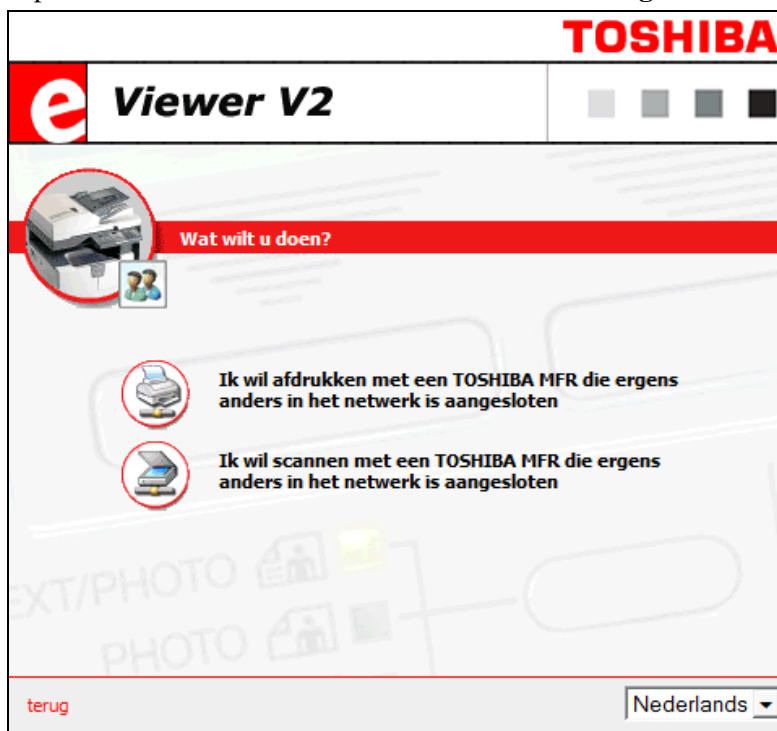 TOSHIBA
e Viewer V2
Wat wilt u doen?
Ik wil afdrukken met een TOSHIBA MFR die ergens
anders in het netwerk is aangesloten
Ik wil scannen met een TOSHIBA MFR die ergens
anders in het netwerk is aangesloten
EXT/PHOTO
PHOTO
terug
Nederlands